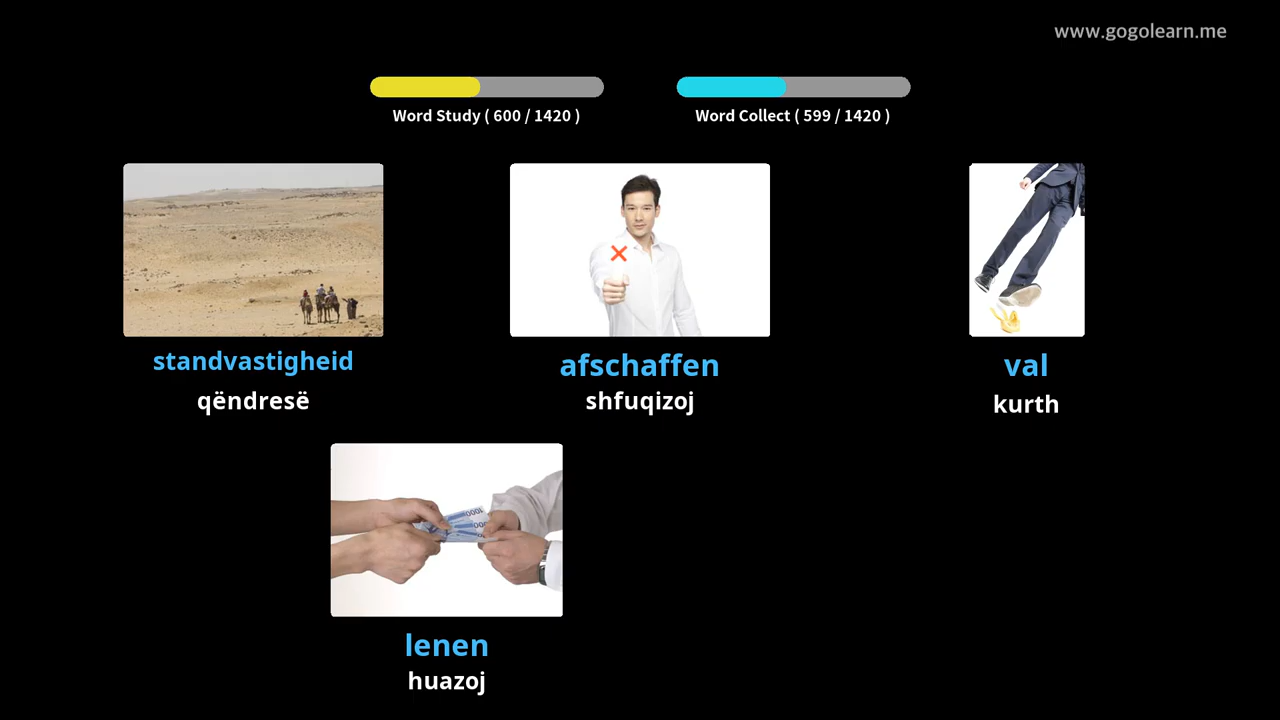 www.gogolearn.me
Word Study ( 600 / 1420 )
Word Collect ( 599 / 1420 )
standvastigheid
qëndresë
afschaffen
shfuqizoj
val
kurth
lenen
huazoj